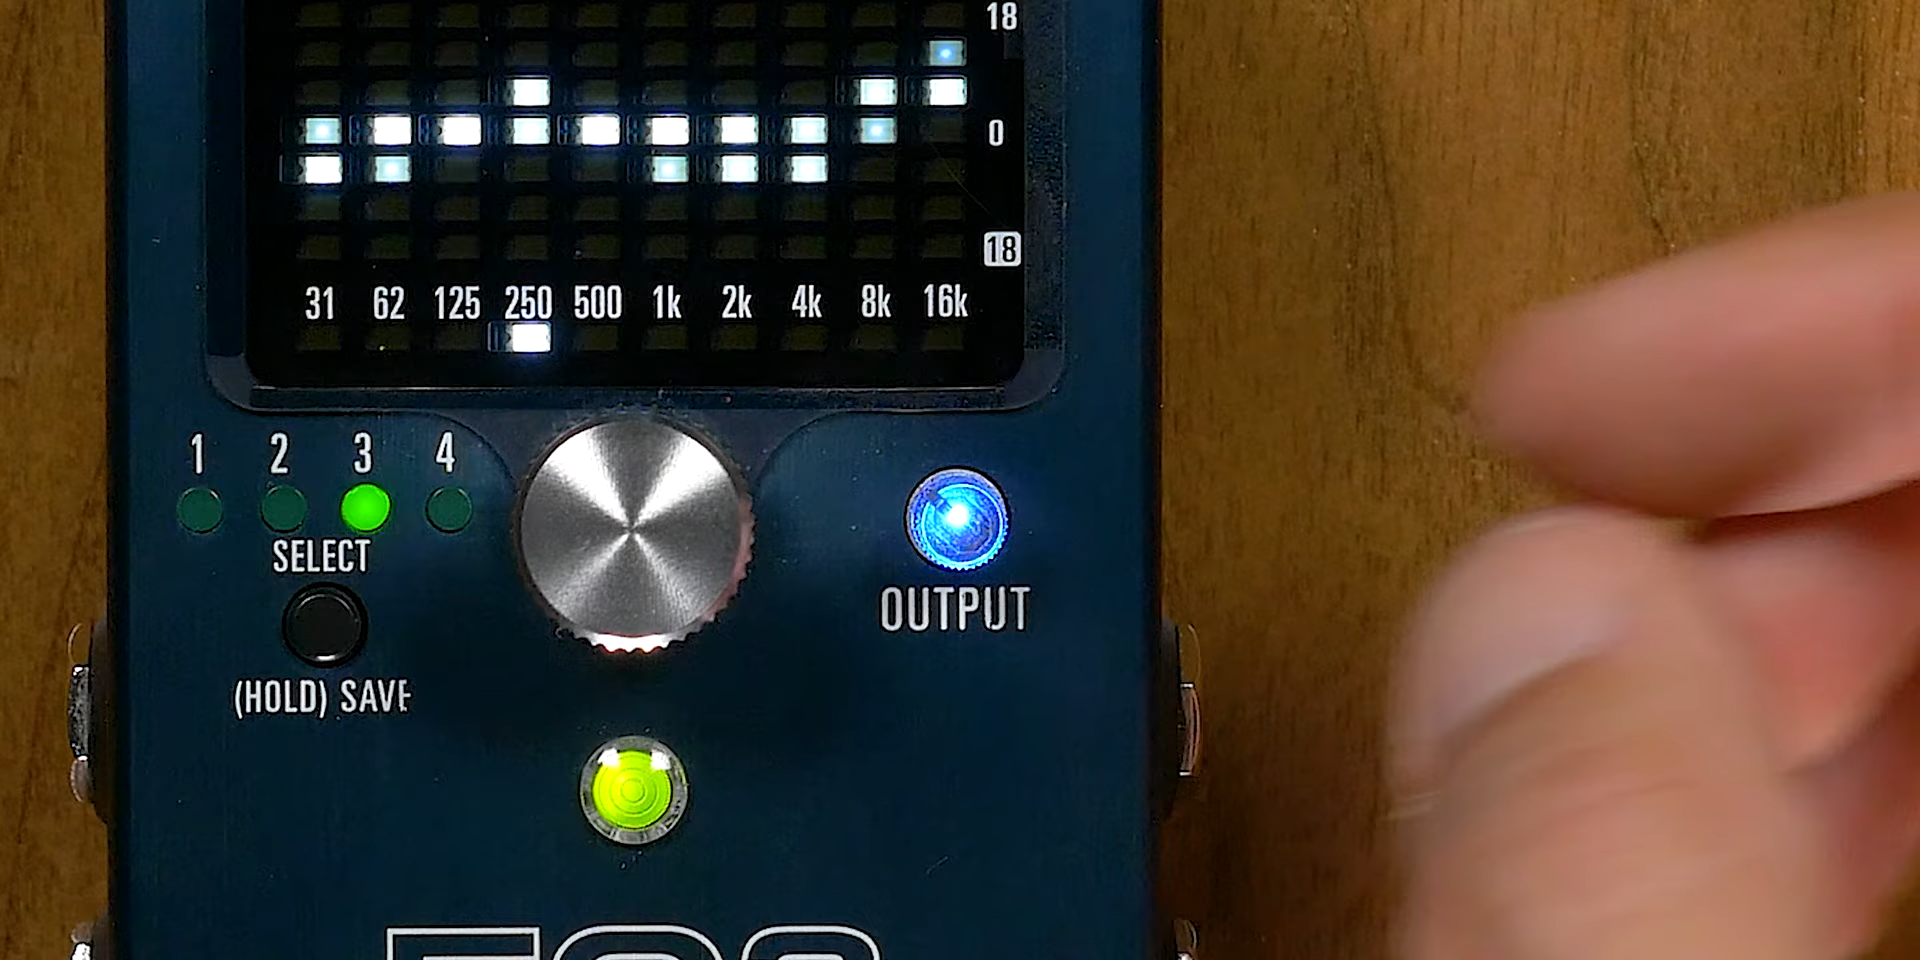 18
0
18
31 62 125 250 500 1k 2k 4k 8k 16k
1 2 3 4
SELECT
OUTPUT
(HOLD) SAVE